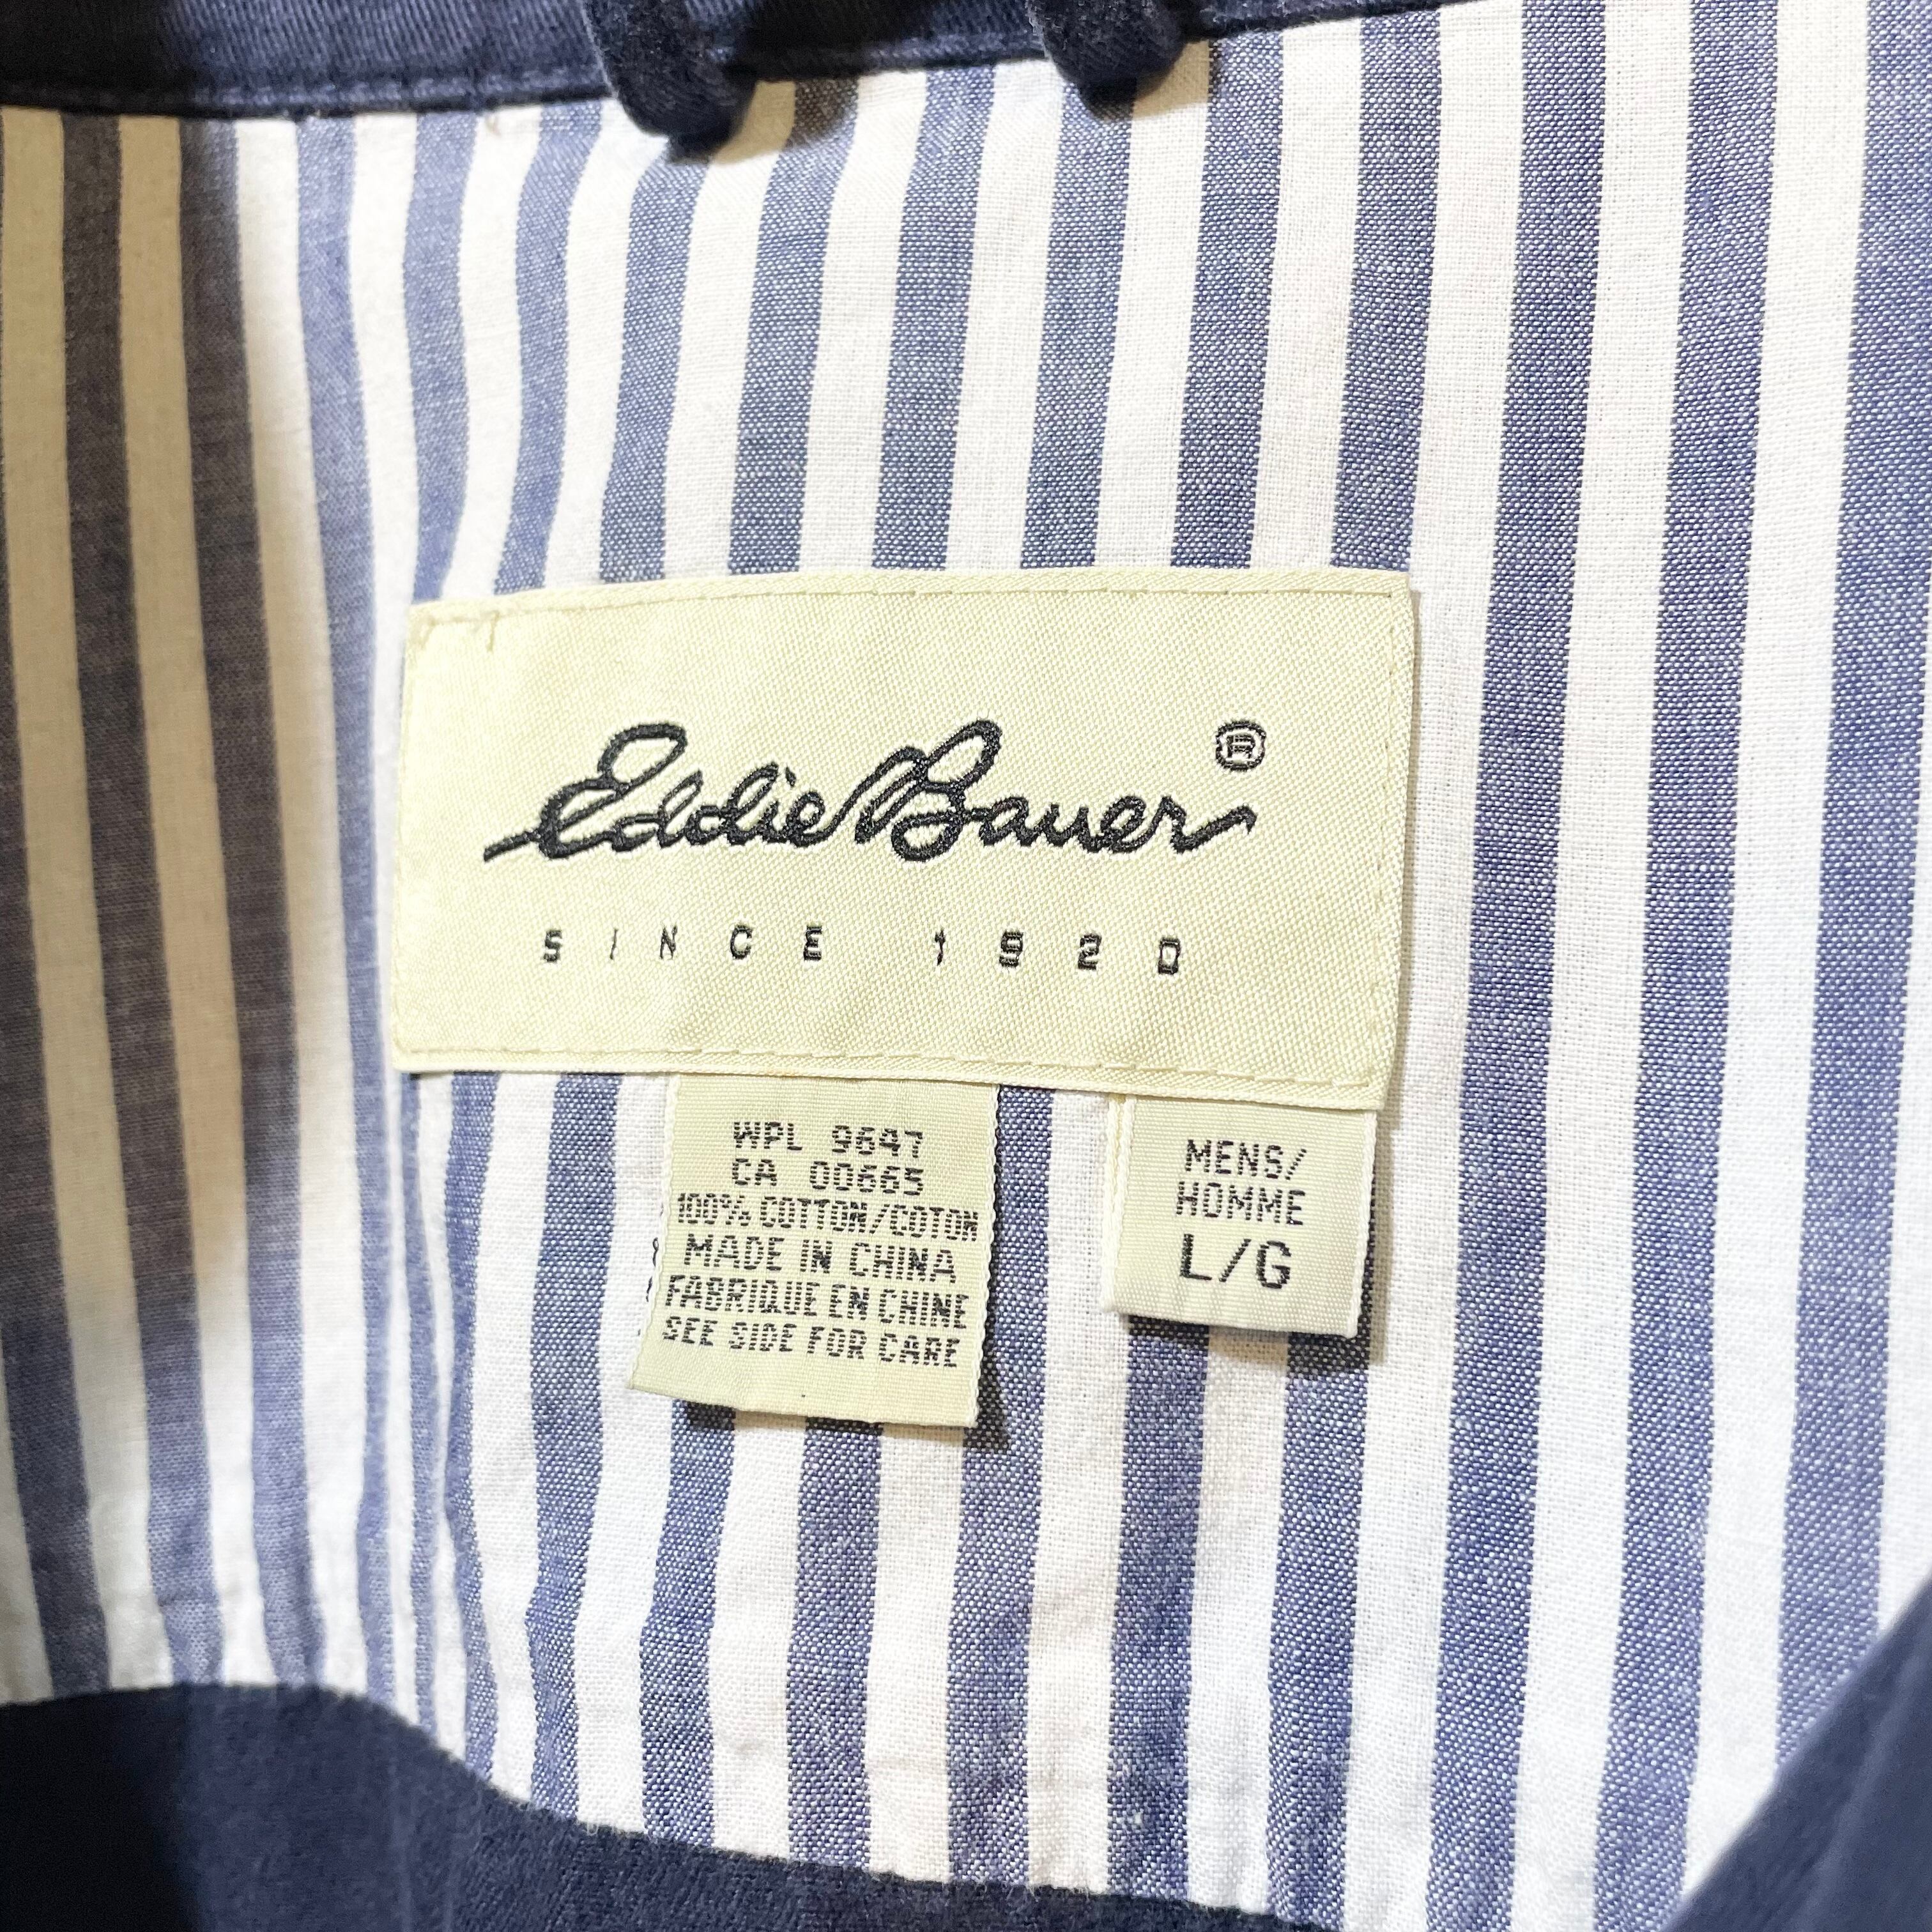 Eddie Bauer ®
SINCE 1920
WPL 9647
CA 00665
100% COTTON/COTON
MADE IN CHINA
FABRIQUE EN CHINE
SEE SIDE FOR CARE
MENS/
HOMME
L/G